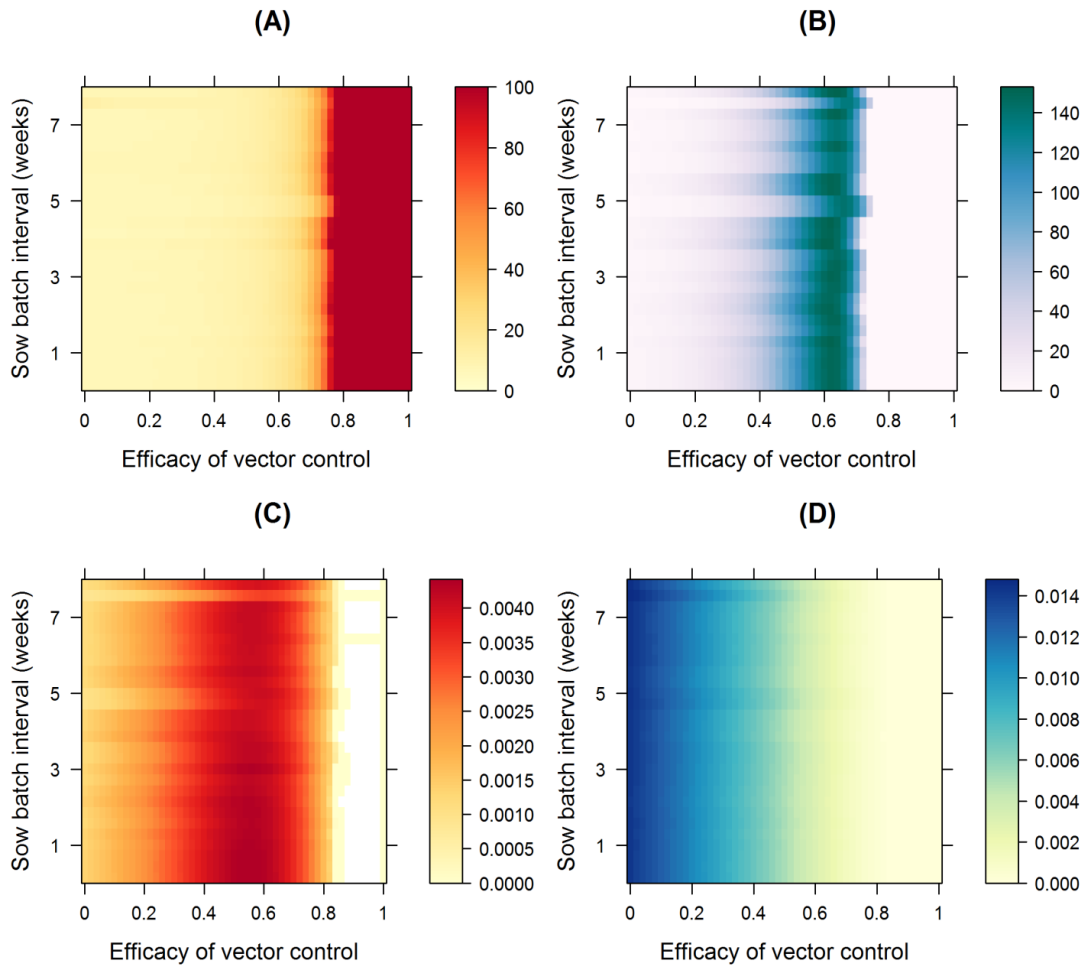 (A)
Sow batch interval (weeks)
7
5
3
1
0 0.2 0.4 0.6 0.8 1
Efficacy of vector control
100
80
60
40
20
0
(B)
Sow batch interval (weeks)
7
5
3
1
0 0.2 0.4 0.6 0.8 1
Efficacy of vector control
140
120
100
80
60
40
20
0
(C)
Sow batch interval (weeks)
7
5
3
1
0 0.2 0.4 0.6 0.8 1
Efficacy of vector control
0.0040
0.0035
0.0030
0.0025
0.0020
0.0015
0.0010
0.0005
0.0000
(D)
Sow batch interval (weeks)
7
5
3
1
0 0.2 0.4 0.6 0.8 1
Efficacy of vector control
0.014
0.012
0.010
0.008
0.006
0.004
0.002
0.000